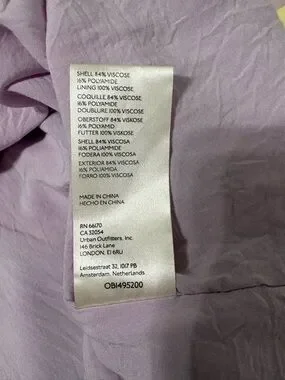 SHELL 84% VISCOSE
16% POLYAMIDE
LINING 100% VISCOSE
COQUILLE 84% VISCOSE
16% POLYAMIDE
DOUBLURE 100% VISCOSE
OBERSTOFF 84% VISKOSE
16% POLYAMID
FUTTER 100% VISKOSE
SHELL 84% VISCOSA
16% POLIAMMIDE
FODERA 100% VISCOSA
EXTERIOR 84% VISCOSA
16% POLIAMIDA
FORRO 100% VISCOSA
MADE IN CHINA
HECHO EN CHINA
RN 66170
CA 32054
Urban Outfitters, Inc.
146 Brick Lane
LONDON, E1 6RU
Leidsestraat 32, 1017 PB
Amsterdam, Netherlands
OB1495200